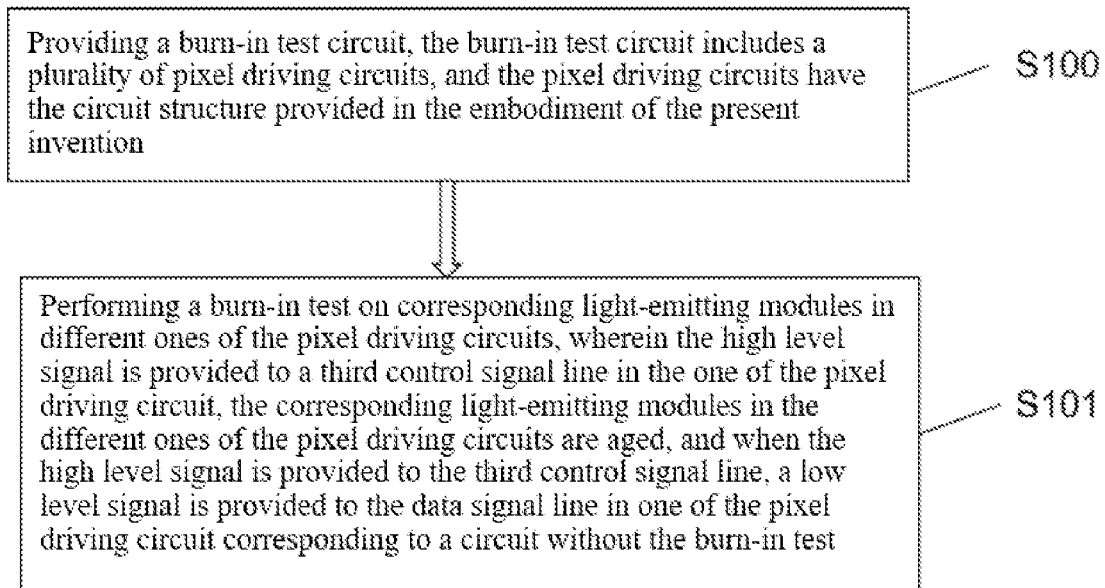 Providing a burn-in test circuit, the burn-in test circuit includes a
plurality of pixel driving circuits, and the pixel driving circuits have
the circuit structure provided in the embodiment of the present
invention
S100
Performing a burn-in test on corresponding light-emitting modules in
different ones of the pixel driving circuits, wherein the high level
signal is provided to a third control signal line in the one of the pixel
driving circuit, the corresponding light-emitting modules in the
different ones of the pixel driving circuits are aged, and when the
high level signal is provided to the third control signal line, a low
level signal is provided to the data signal line in one of the pixel
driving circuit corresponding to a circuit without the burn-in test
S101